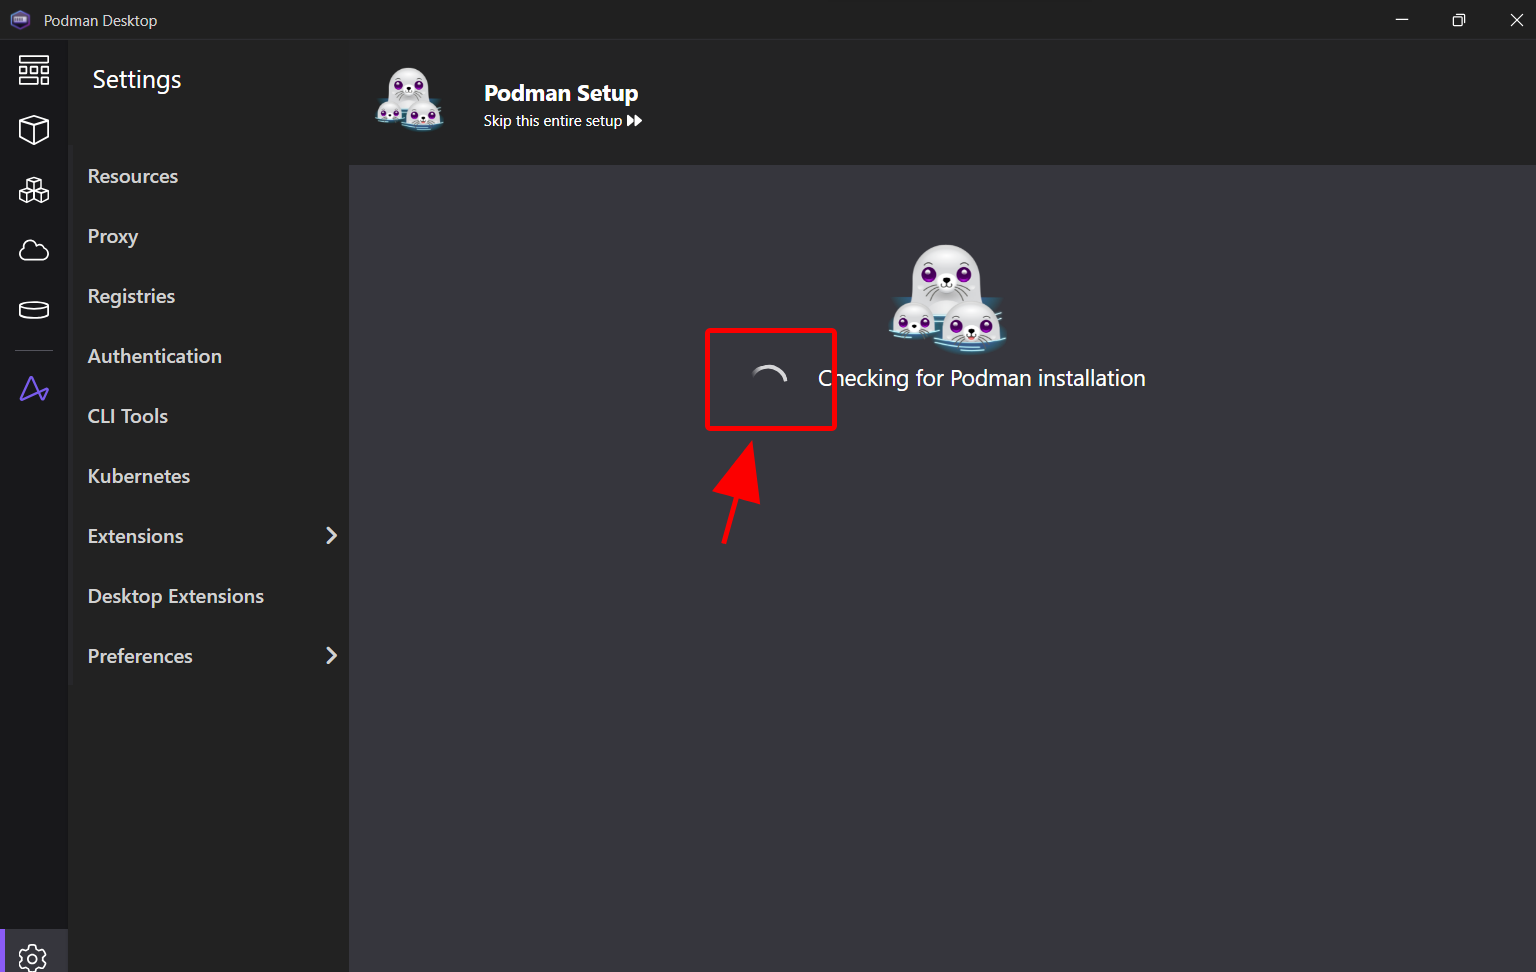 Podman Desktop
Settings
Resources
Proxy
Registries
Authentication
CLI Tools
Kubernetes
Extensions
Desktop Extensions
Preferences
Podman Setup
Skip this entire setup
Checking for Podman installation